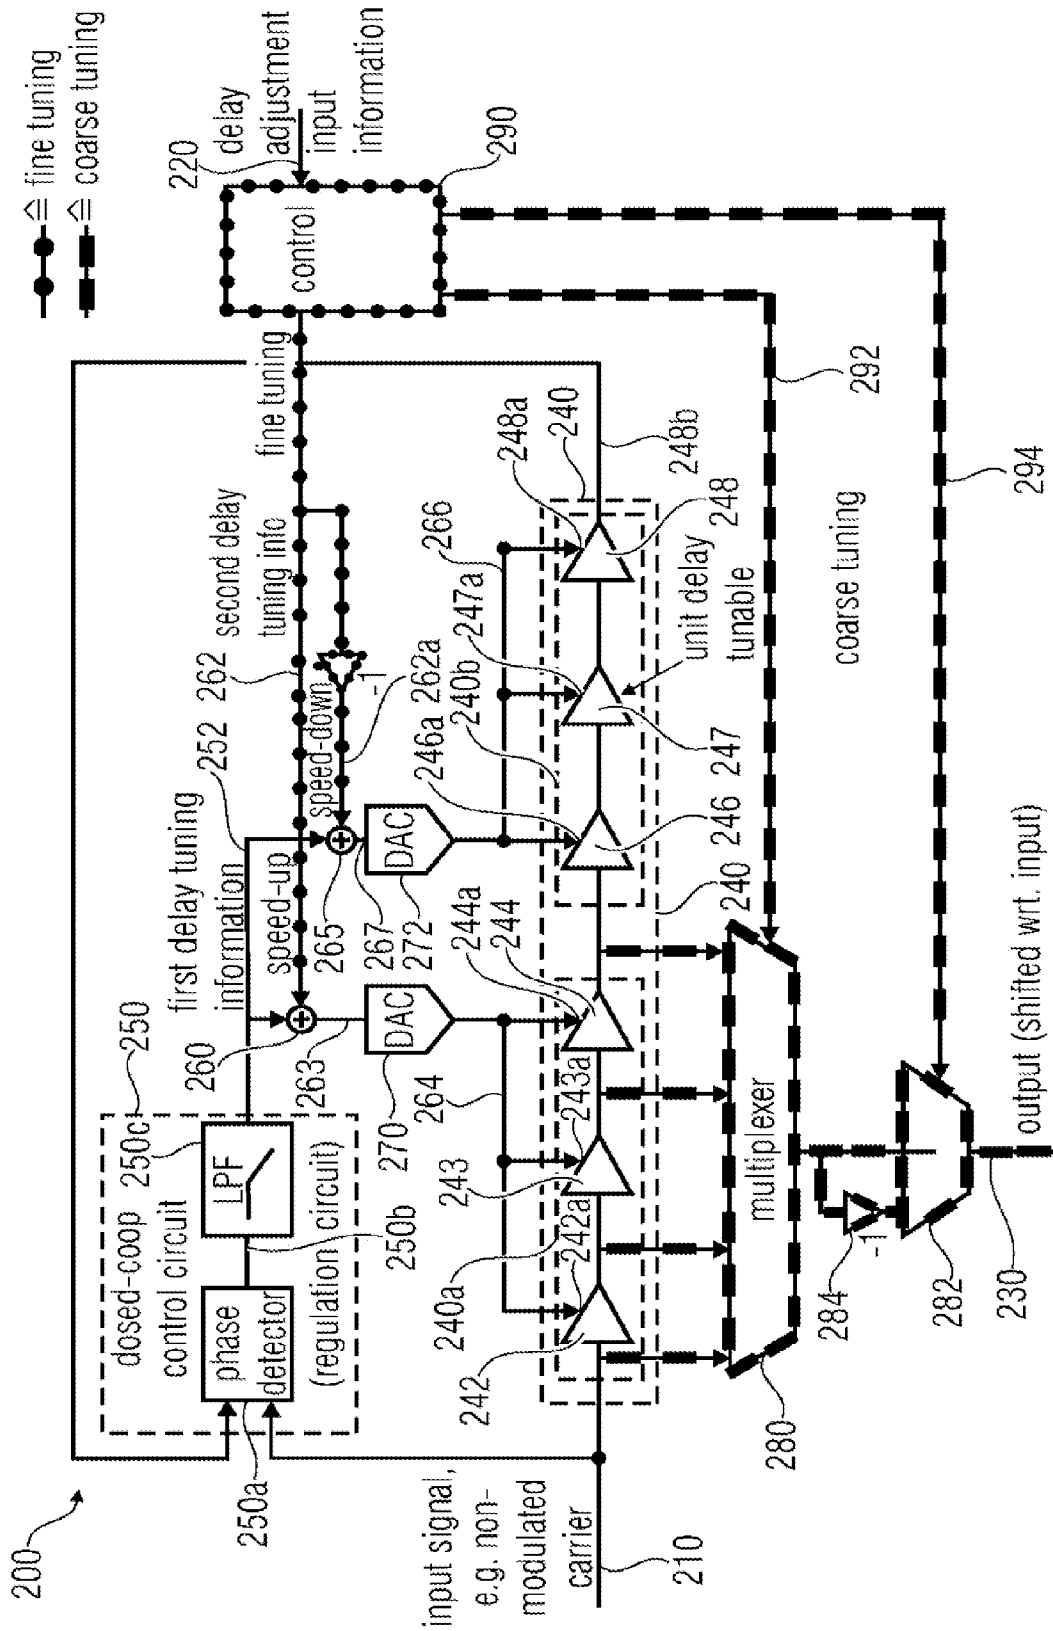 200
fine tuning
coarse tuning
dosed-coop
control circuit
250
250c
phase
detector
LPF
(regulation circuit)
250a
250b
first delay tuning
information
252
262
second delay
tuning info
fine tuning
speed-up
speed-down
-1
262a
260
265
263
267
DAC
270
DAC
272
control
220
delay
adjustment
input
information
290
264
266
input signal,
e.g. non-
modulated
carrier
210
240a
242a
243
243a
244a
244
242
246a
240b
247a
248a
240
246
247
248
248b
unit delay
tunable
240
multiplexer
280
coarse tuning
292
294
284
-1
282
230
output (shifted wrt. input)